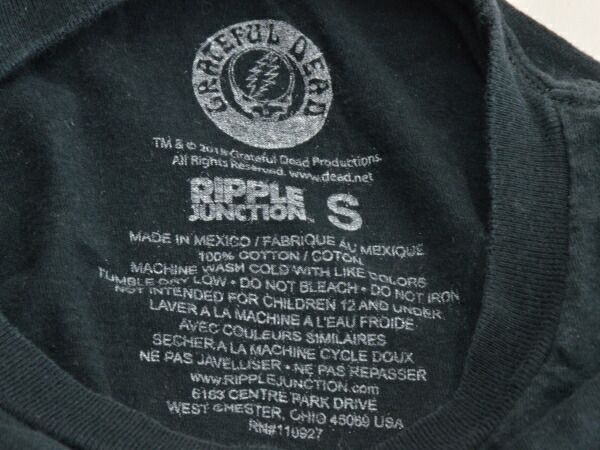 GRATEFUL DEAD
TM & © 2015 Grateful Dead Productions.
All Rights Reserved. www.dead.net
RIPPLE
JUNCTION™ S
MADE IN MEXICO / FABRIQUE AU MEXIQUE
100% COTTON / COTON
MACHINE WASH COLD WITH LIKE COLORS
TUMBLE DRY LOW • DO NOT BLEACH • DO NOT IRON
NOT INTENDED FOR CHILDREN 12 AND UNDER
LAVER A LA MACHINE A L'EAU FROIDE
AVEC COULEURS SIMILAIRES
SECHER A LA MACHINE CYCLE DOUX
NE PAS JAVELLISER • NE PAS REPASSER
www.RIPPLEJUNCTION.com
6163 CENTRE PARK DRIVE
WEST CHESTER, OHIO 45069 USA
RN#110927